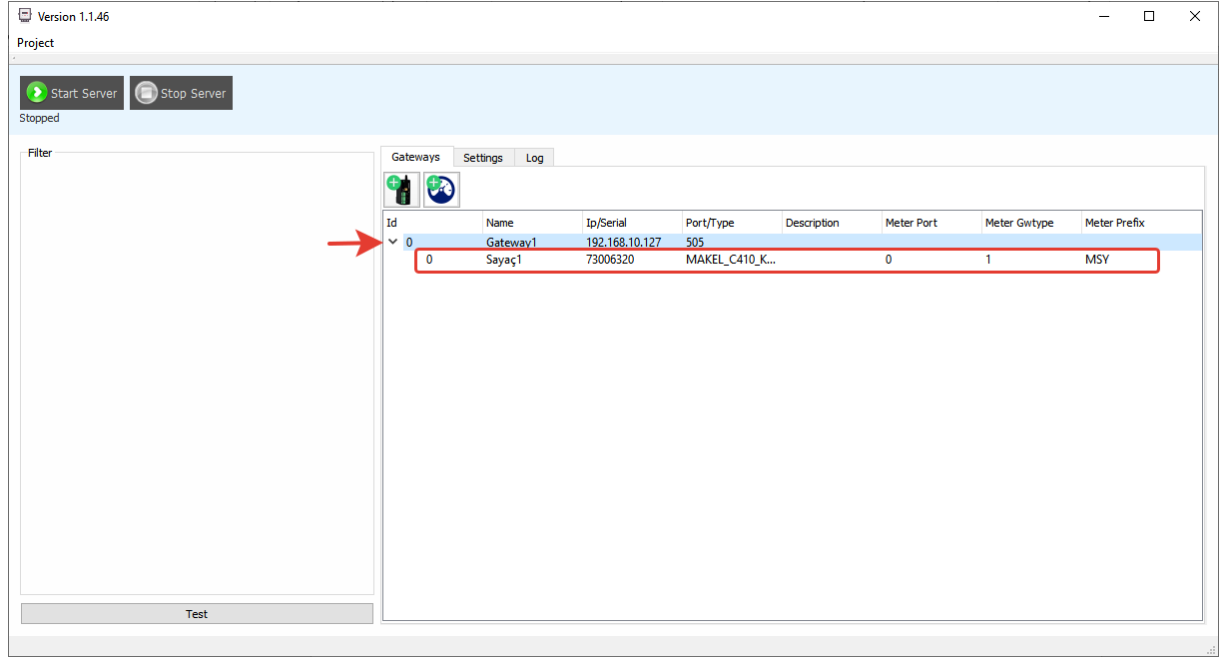 Version 1.1.46
Project
Start Server Stop Server
Stopped
Filter
Gateways Settings Log
Id Name Ip/Serial Port/Type Description Meter Port Meter Gwtype Meter Prefix
0 Gateway1 192.168.10.127 505
0 Sayaç1 73006320 MAKEL_C410_K... 0 1 MSY
Test